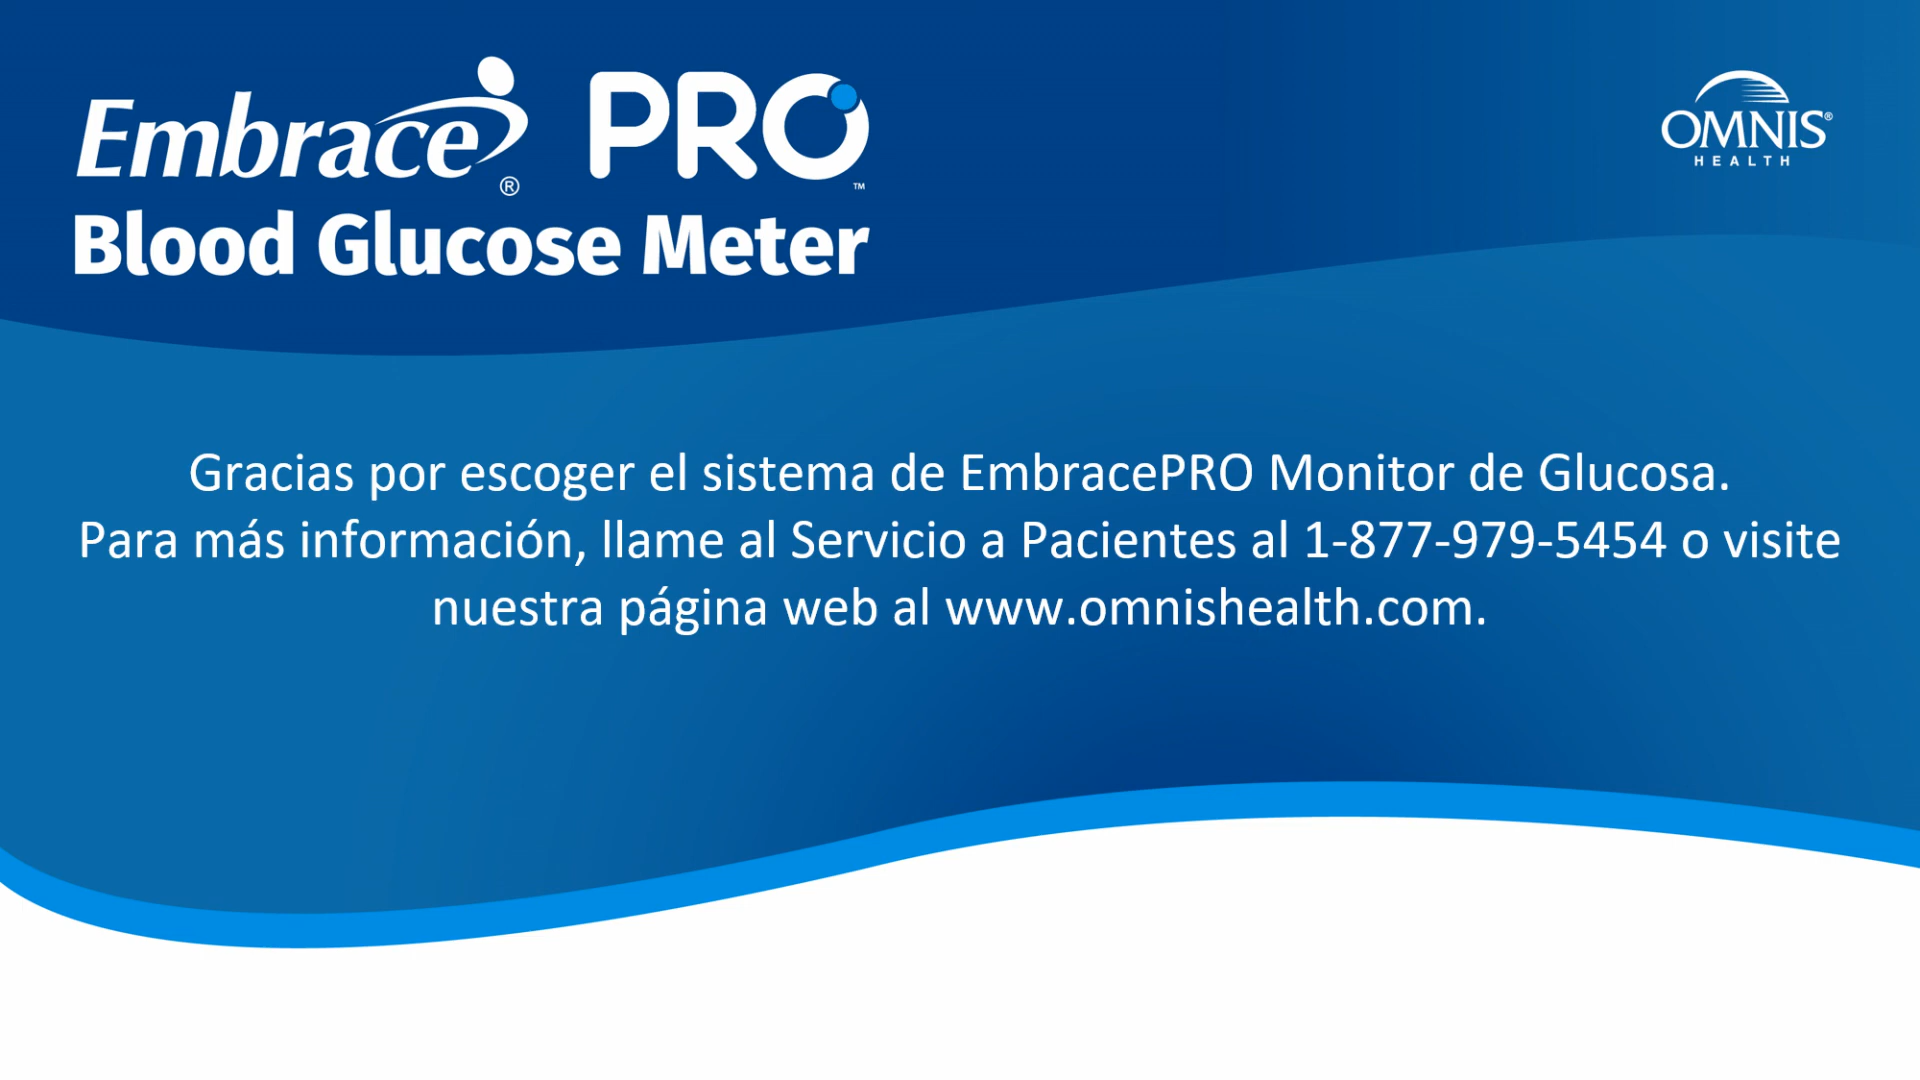 Embrace® PRO™
Blood Glucose Meter
OMNIS®
HEALTH
Gracias por escoger el sistema de EmbracePRO Monitor de Glucosa.
Para más información, llame al Servicio a Pacientes al 1-877-979-5454 o visite
nuestra página web al www.omnishealth.com.